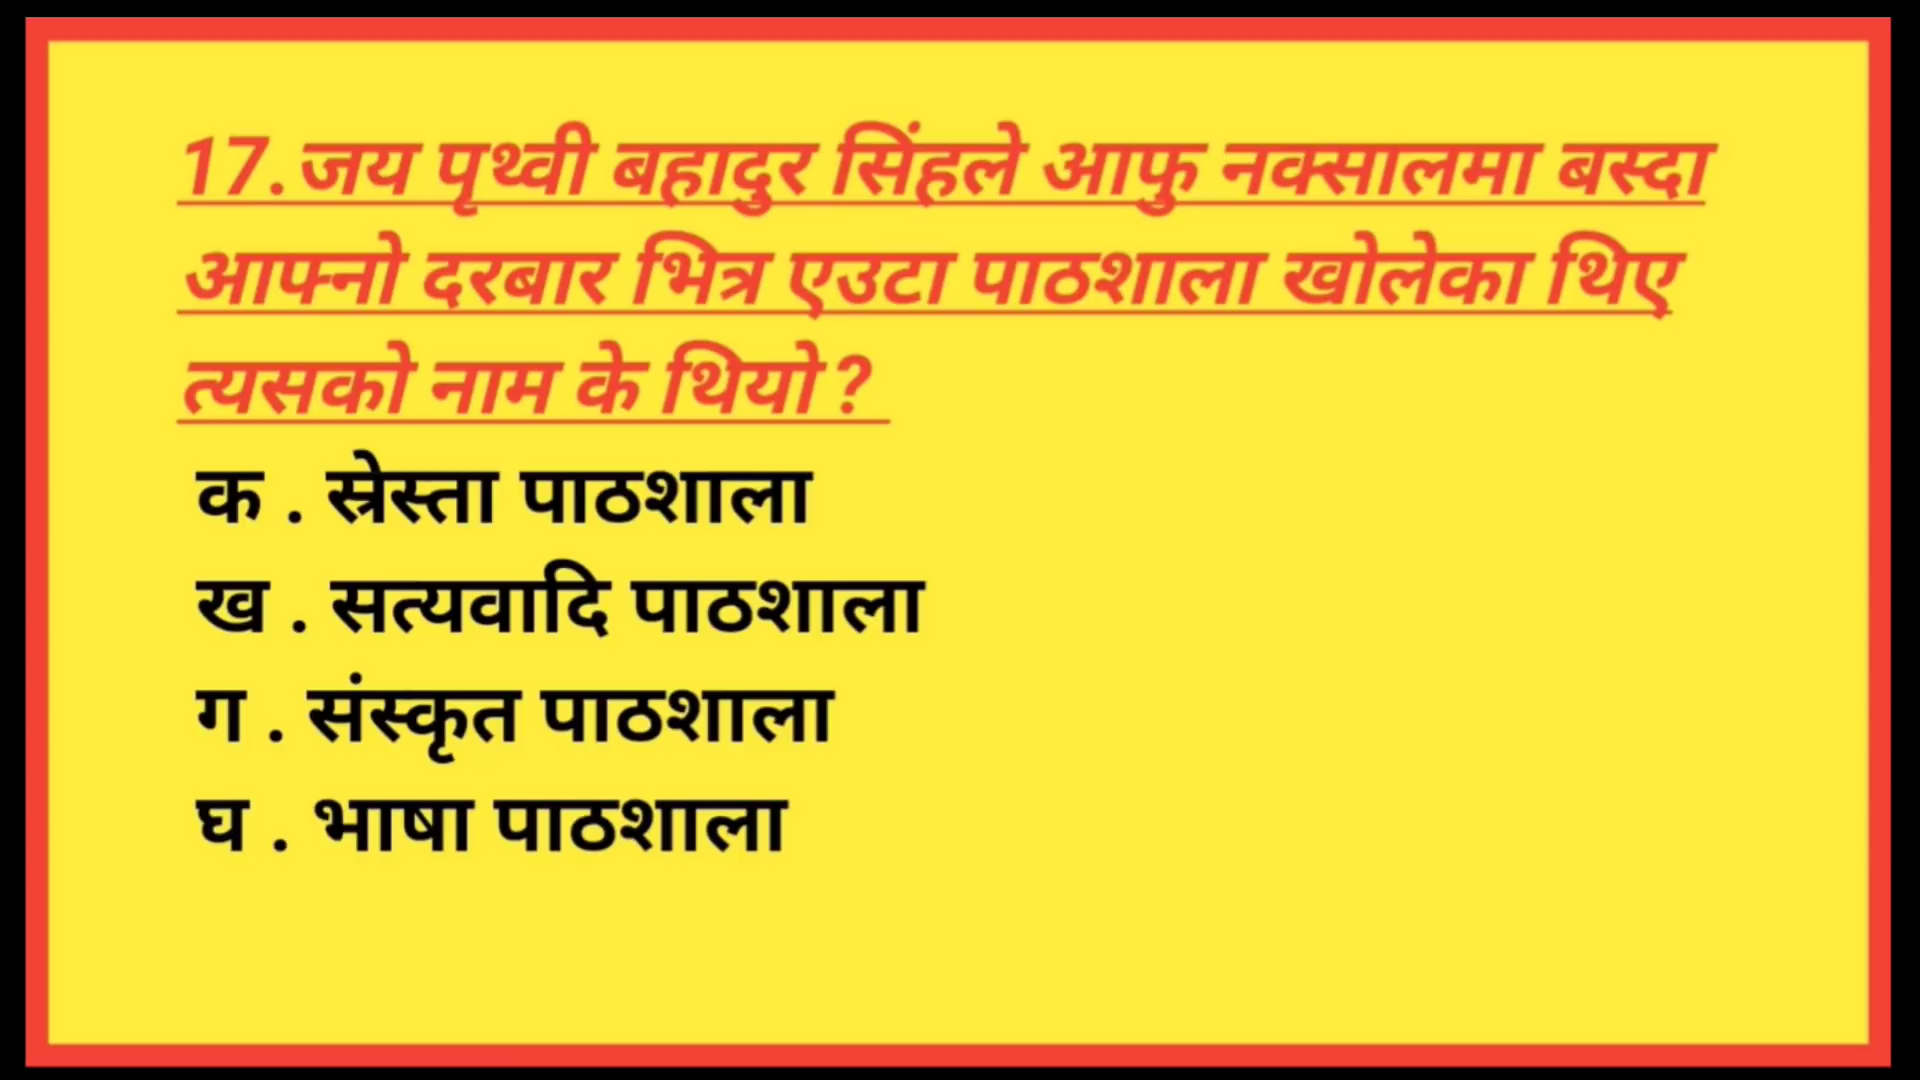 17.जय पृथ्वी बहादुर सिंहले आफु नक्सालमा बस्दा
आफ्नो दरबार भित्र एउटा पाठशाला खोलेका थिए
त्यसको नाम के थियो ?
क . स्रेस्ता पाठशाला
ख . सत्यवादि पाठशाला
ग . संस्कृत पाठशाला
घ . भाषा पाठशाला